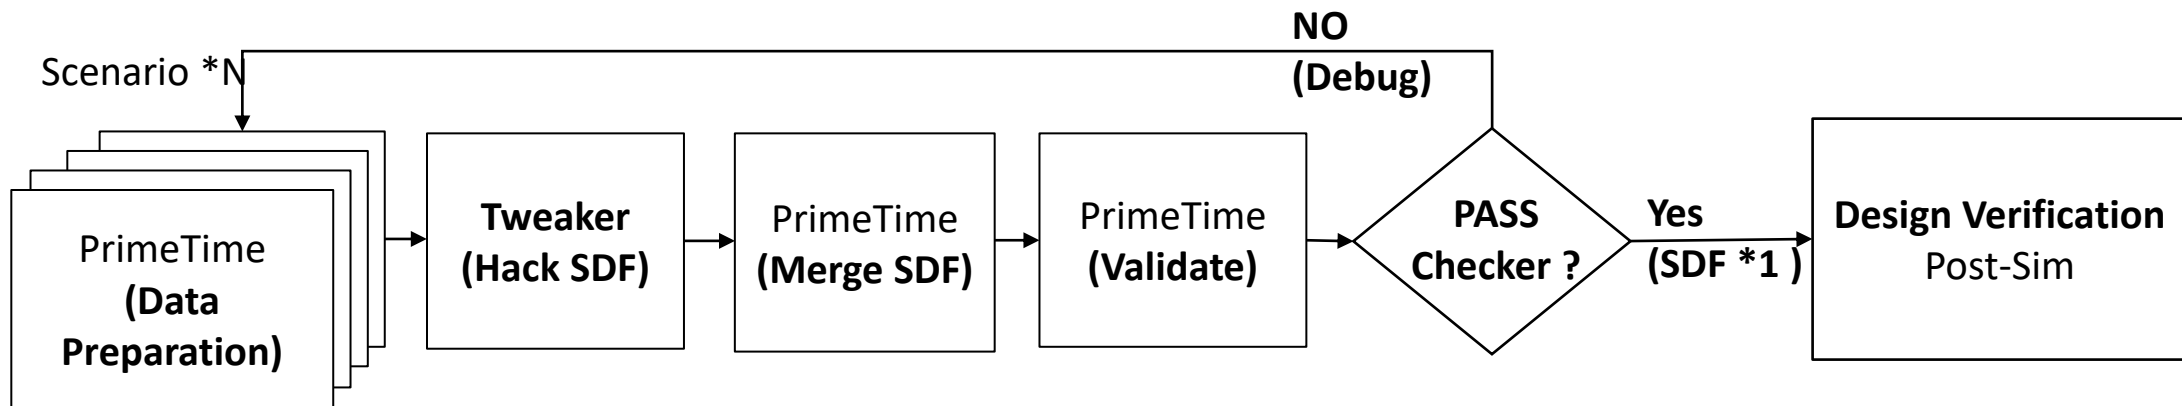 Scenario *N
NO
(Debug)
PrimeTime
(Data
Preparation)
Tweaker
(Hack SDF)
PrimeTime
(Merge SDF)
PrimeTime
(Validate)
PASS
Checker ?
Yes
(SDF *1 )
Design Verification
Post-Sim